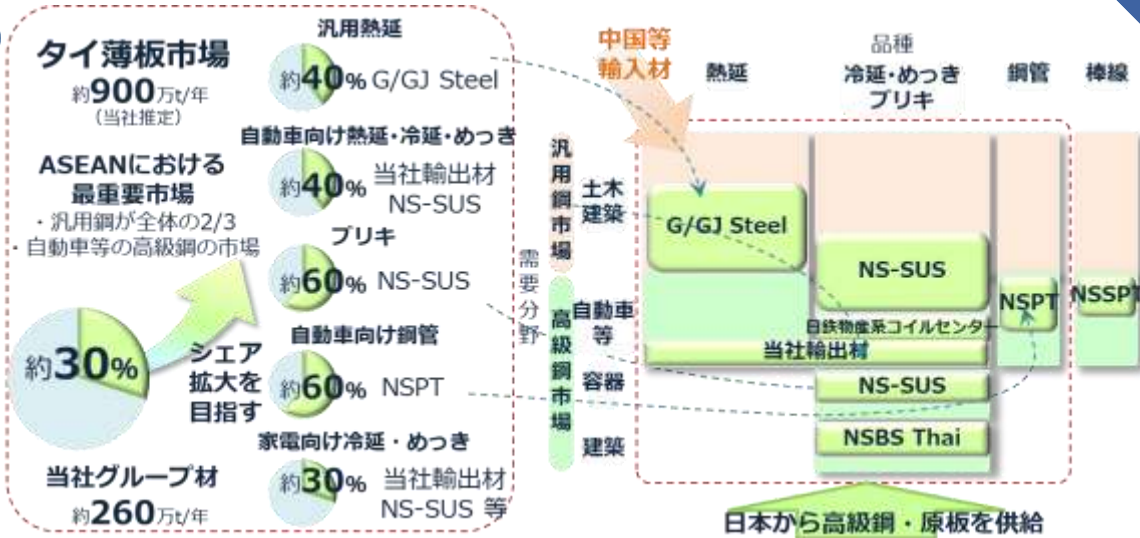 タイ薄板市場
約900万t/年
(当社推定)
ASEANにおける
最重要市場
・汎用鋼が全体の2/3
・自動車等の高級鋼の市場
約30%
シェア
拡大を
目指す
当社グループ材
約260万t/年
汎用熱延
約40% G/GJ Steel
自動車向け熱延・冷延・めっき
約40% 当社輸出材
NS-SUS
ブリキ
約60% NS-SUS
自動車向け鋼管
約60% NSPT
家電向け冷延・めっき
約30% 当社輸出材
NS-SUS 等
中国等
輸入材
品種
熱延
冷延・めっき
ブリキ
鋼管
棒線
需要分野
汎用鋼市場
高級鋼市場
土木
建築
自動車
等
容器
建築
G/GJ Steel
NS-SUS
NSPT
NSSPT
日鉄物産系コイルセンター
当社輸出材
NS-SUS
NSBS Thai
日本から高級鋼・原板を供給